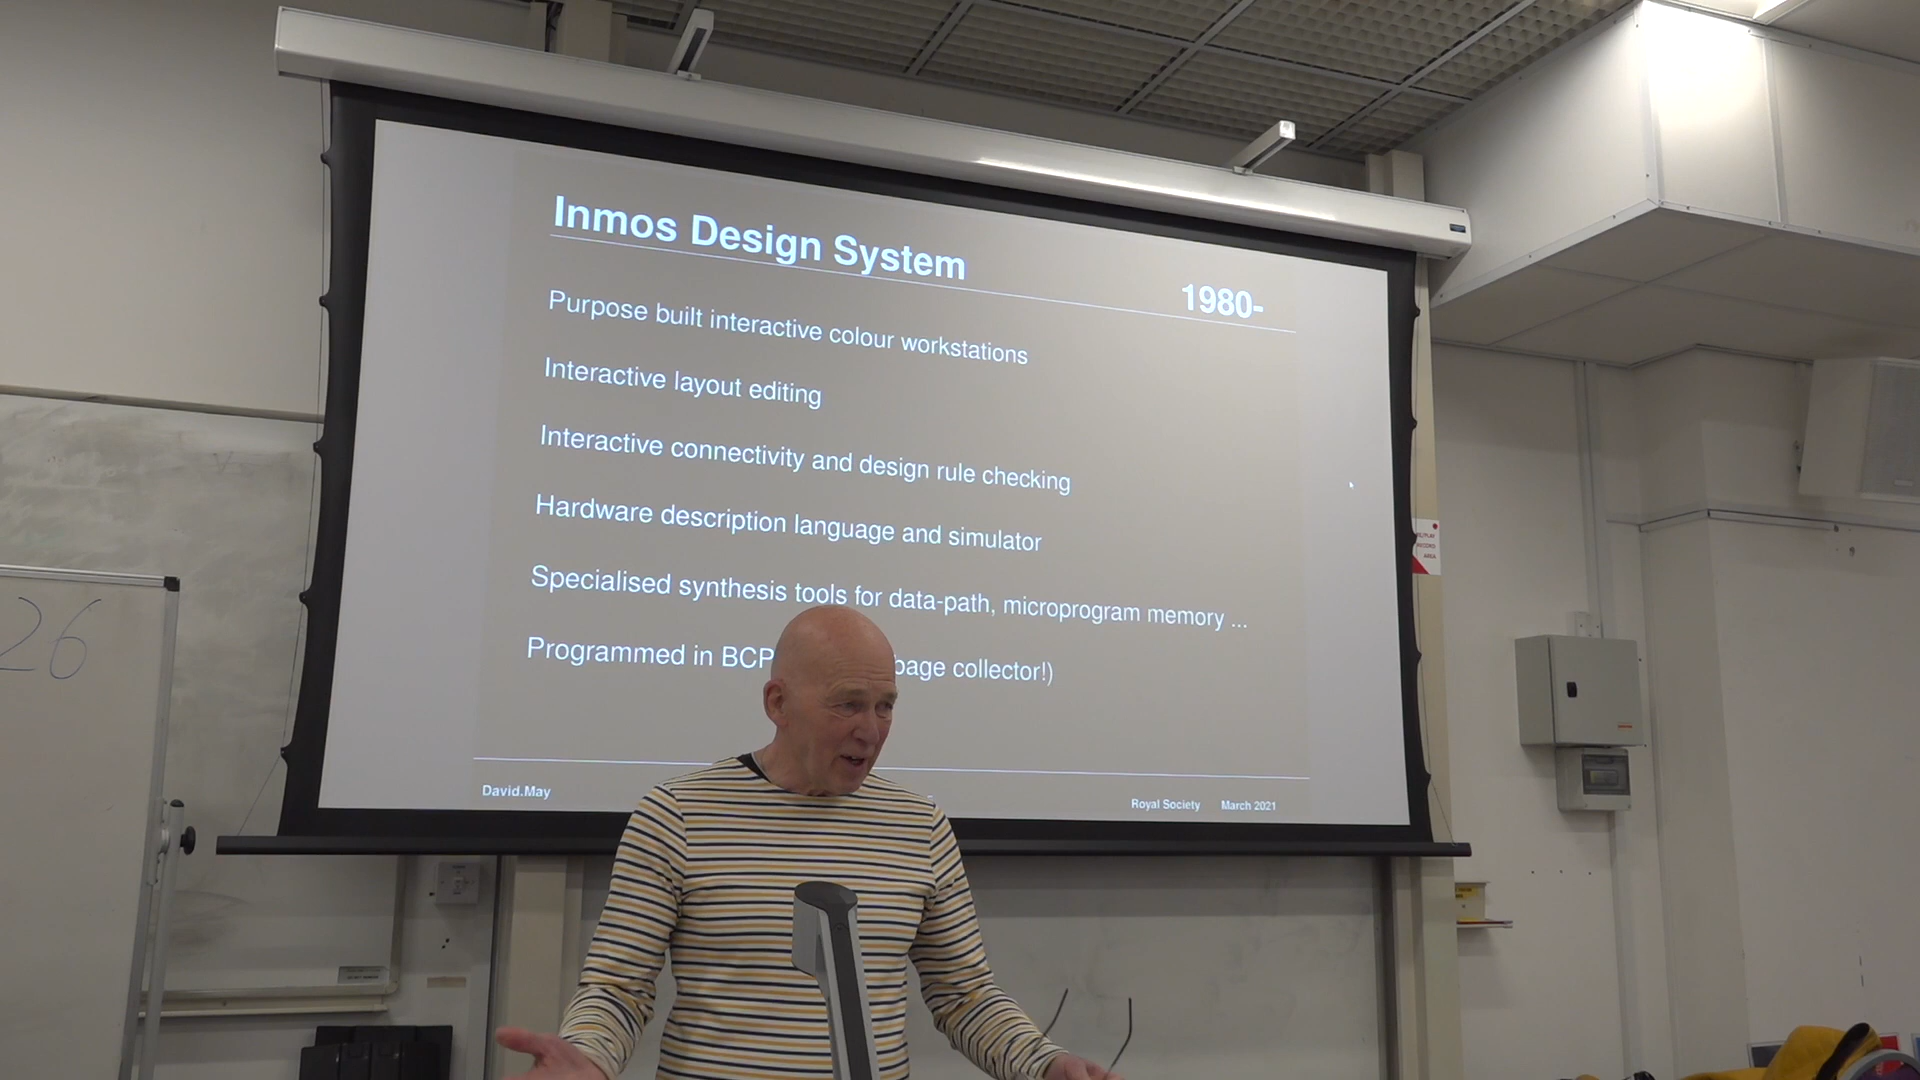 Inmos Design System
1980-
Purpose built interactive colour workstations
Interactive layout editing
Interactive connectivity and design rule checking
Hardware description language and simulator
Specialised synthesis tools for data-path, microprogram memory ...
Programmed in BCP bage collector!)
David.May
Royal Society March 2021
26